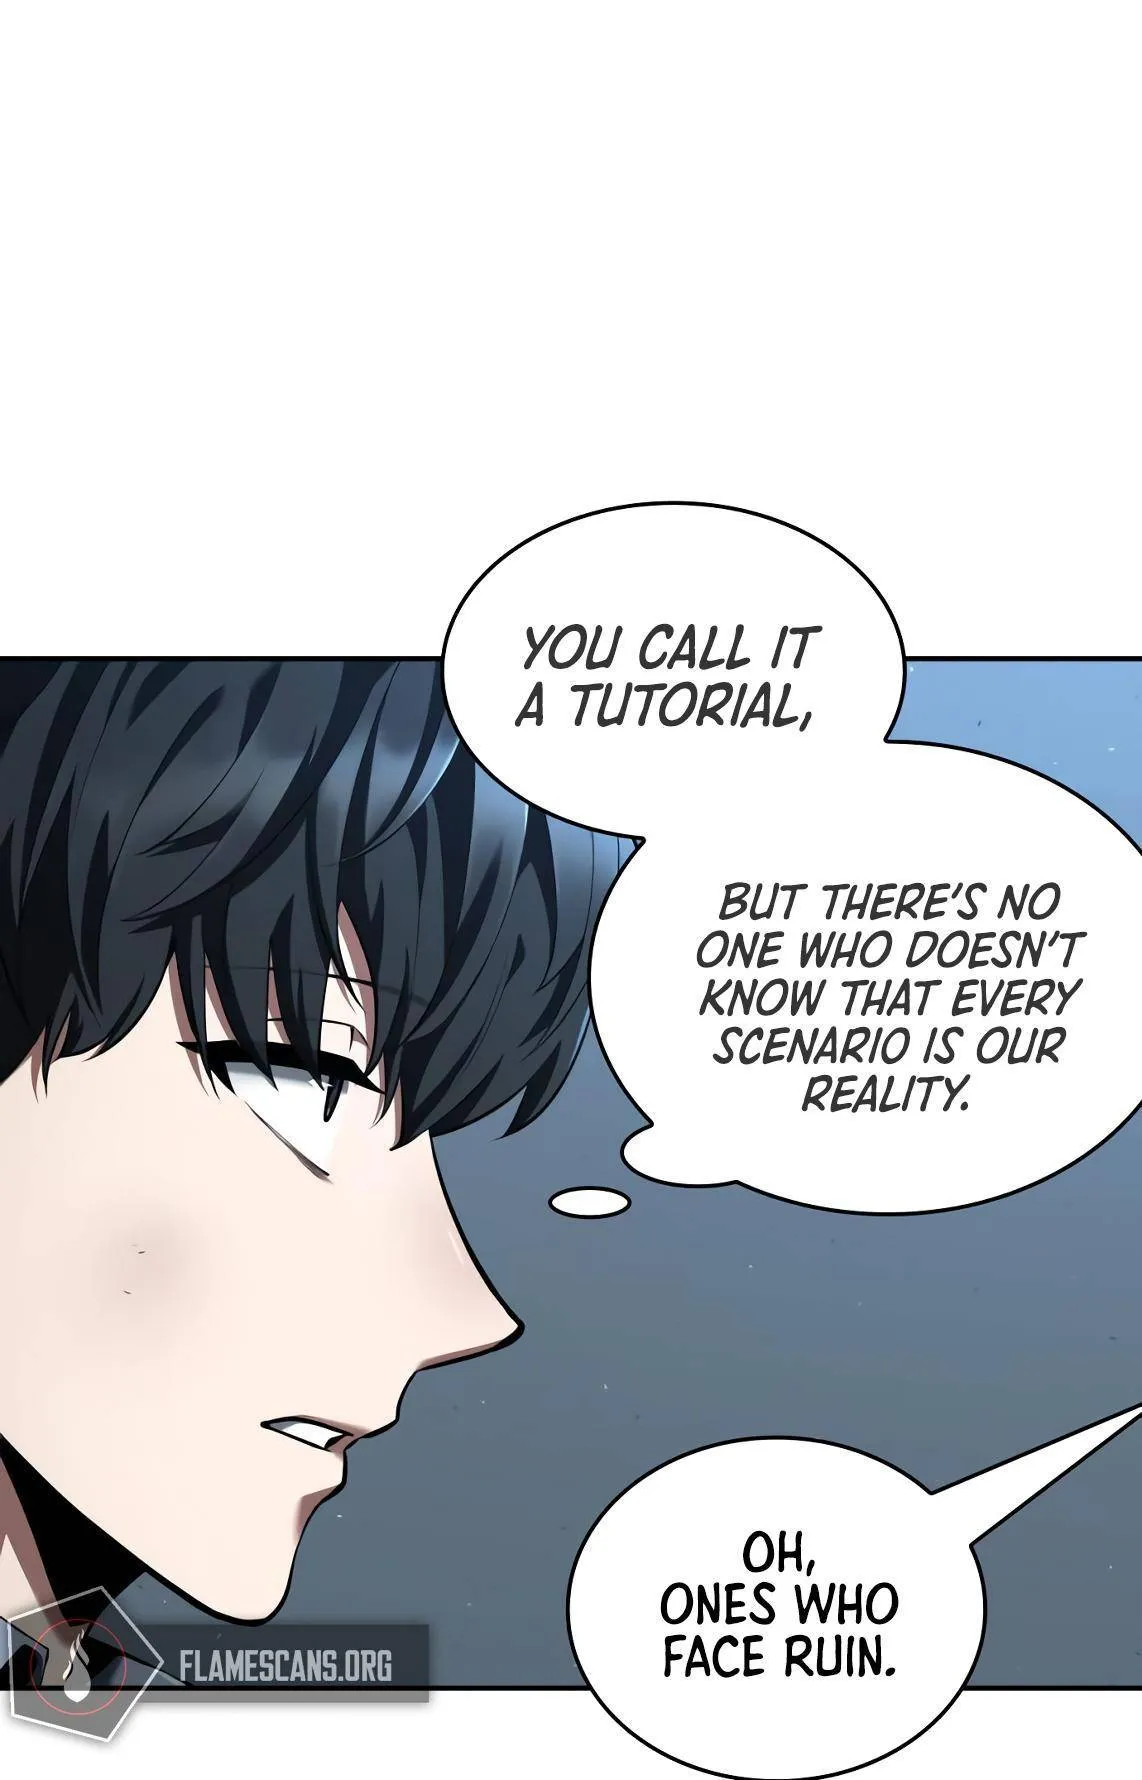 YOU CALL IT
A TUTORIAL,
BUT THERE'S NO
ONE WHO DOESN'T
KNOW THAT EVERY
SCENARIO IS OUR
REALITY.
OH,
ONES WHO
FACE RUIN.
FLAMESCANS.ORG